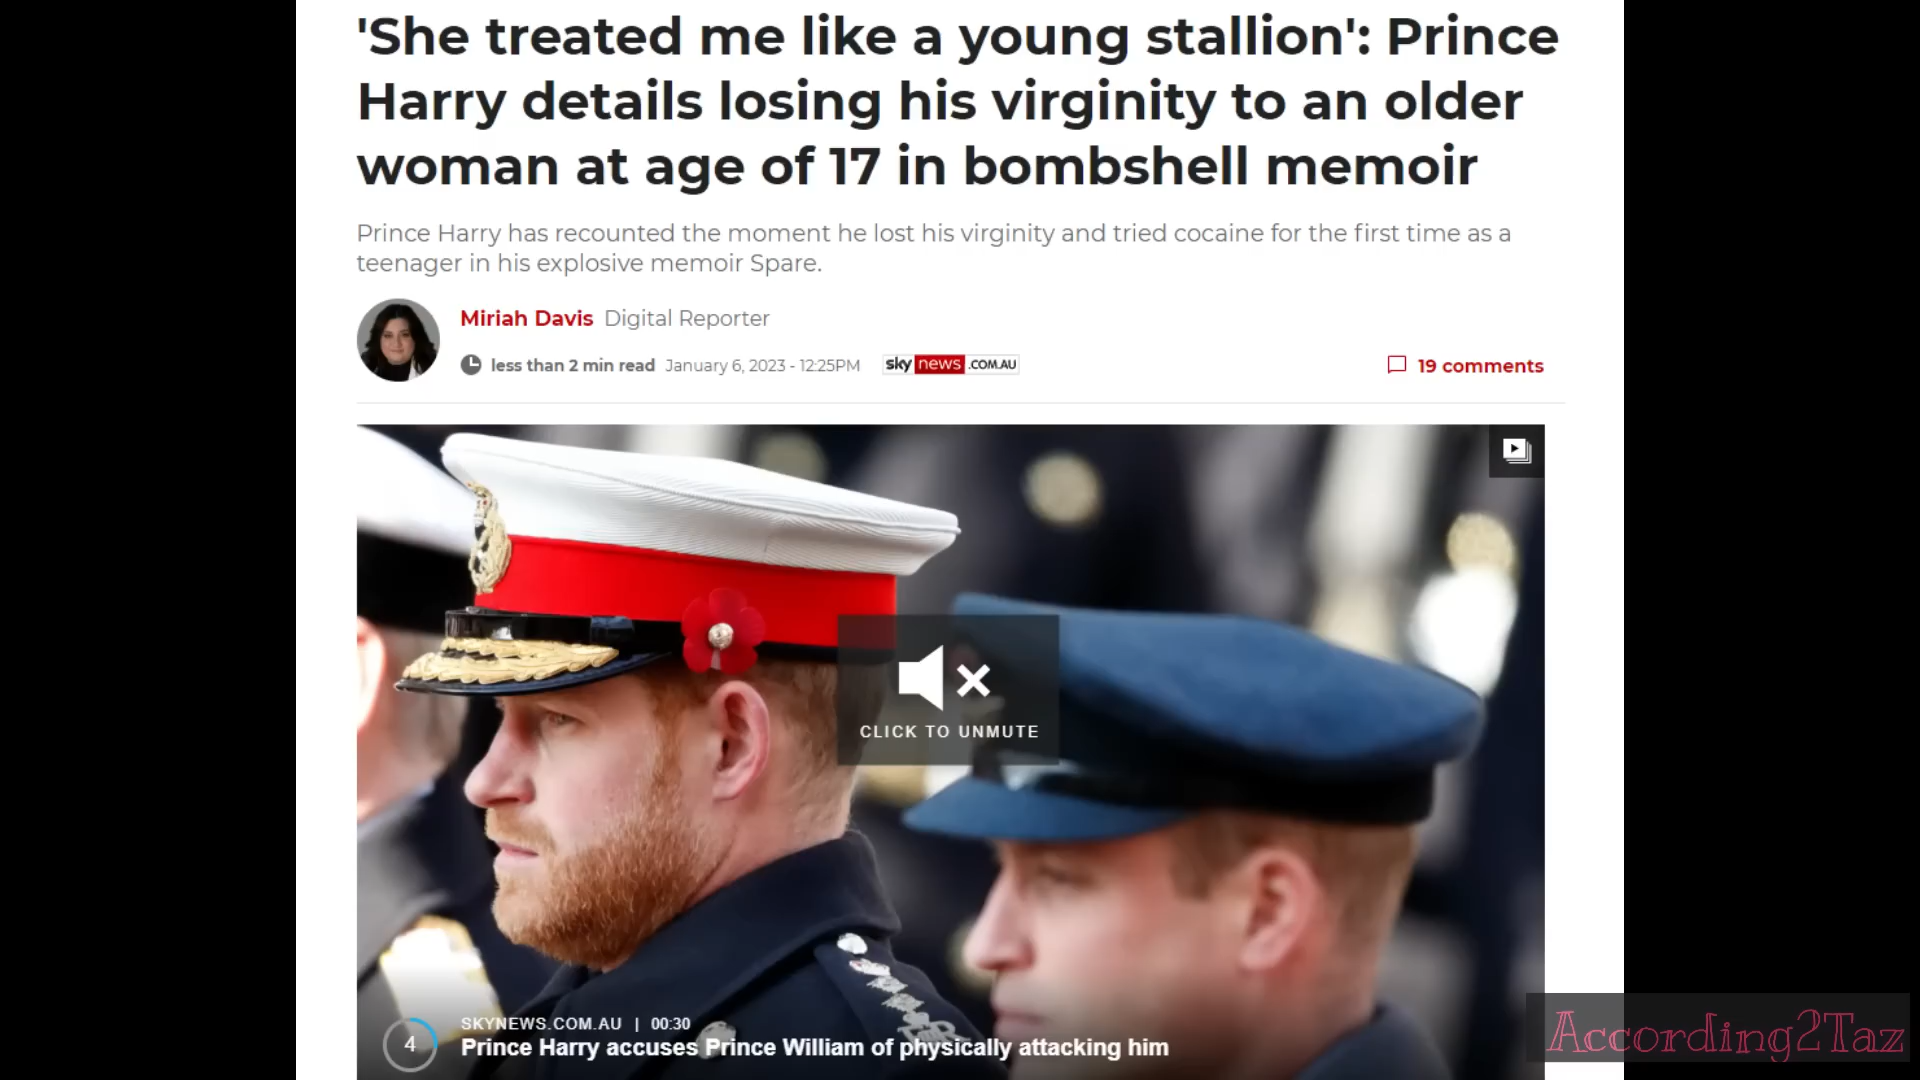 'She treated me like a young stallion': Prince
Harry details losing his virginity to an older
woman at age of 17 in bombshell memoir
Prince Harry has recounted the moment he lost his virginity and tried cocaine for the first time as a
teenager in his explosive memoir Spare.
Miriah Davis Digital Reporter
less than 2 min read January 6, 2023 - 12:25PM sky news .COM.AU 19 comments
CLICK TO UNMUTE
SKYNEWS.COM.AU | 00:30
4 Prince Harry accuses Prince William of physically attacking him
According2Taz